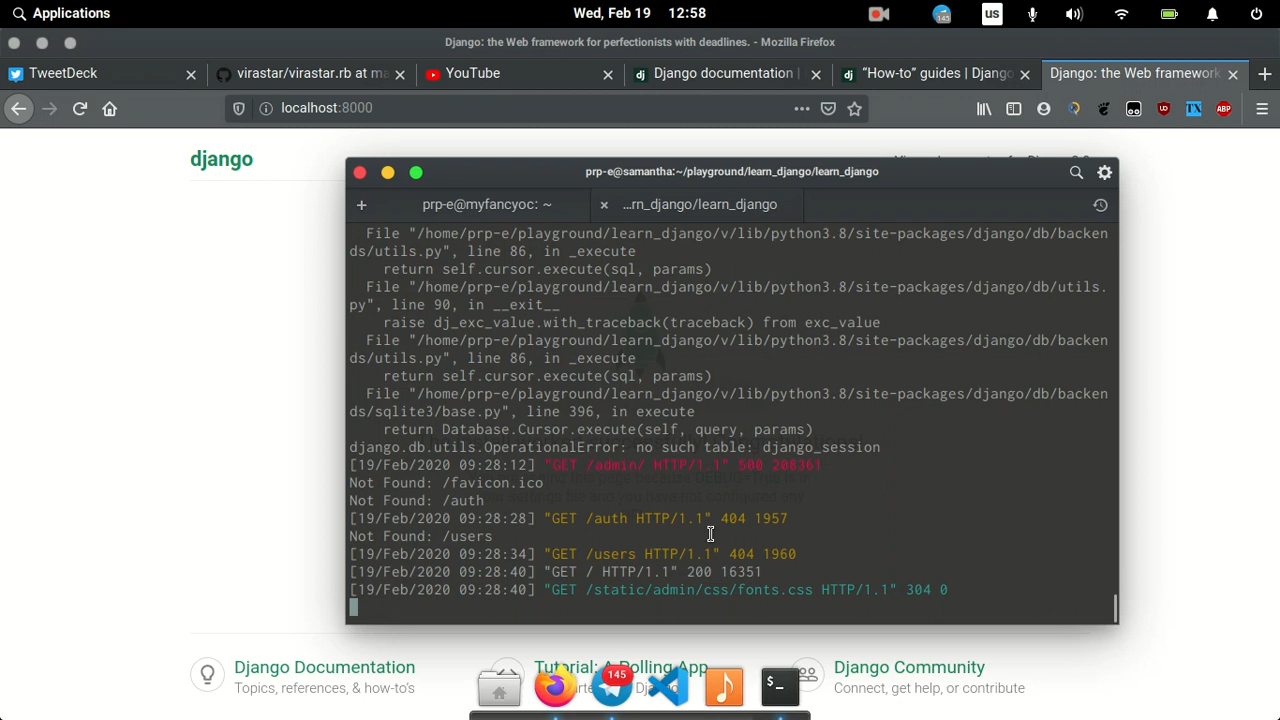 Applications
Wed, Feb 19 12:58
145
us
Django: the Web framework for perfectionists with deadlines. - Mozilla Firefox
TweetDeck
virastar/virastar.rb at ma
YouTube
Django documentation |
"How-to" guides | Django
Django: the Web framework
localhost:8000
TX
ABP
django
prp-e@samantha:~/playground/learn_django/learn_django
prp-e@myfancyoc: ~
...rn_django/learn_django
File "/home/prp-e/playground/learn_django/v/lib/python3.8/site-packages/django/db/backen
ds/utils.py", line 86, in _execute
return self.cursor.execute(sql, params)
File "/home/prp-e/playground/learn_django/v/lib/python3.8/site-packages/django/db/utils.
py", line 90, in __exit__
raise dj_exc_value.with_traceback(traceback) from exc_value
File "/home/prp-e/playground/learn_django/v/lib/python3.8/site-packages/django/db/backen
ds/utils.py", line 86, in _execute
return self.cursor.execute(sql, params)
File "/home/prp-e/playground/learn_django/v/lib/python3.8/site-packages/django/db/backen
ds/sqlite3/base.py", line 396, in execute
return Database.Cursor.execute(self, query, params)
django.db.utils.OperationalError: no such table: django_session
[19/Feb/2020 09:28:12] "GET /admin/ HTTP/1.1" 500 208361
Not Found: /favicon.ico
Not Found: /auth
[19/Feb/2020 09:28:28] "GET /auth HTTP/1.1" 404 1957
Not Found: /users
[19/Feb/2020 09:28:34] "GET /users HTTP/1.1" 404 1960
[19/Feb/2020 09:28:40] "GET / HTTP/1.1" 200 16351
[19/Feb/2020 09:28:40] "GET /static/admin/css/fonts.css HTTP/1.1" 304 0
Django Documentation
Topics, references, & how-to's
Tutorial: A Polling App
Django Community
Connect, get help, or contribute
145
$_